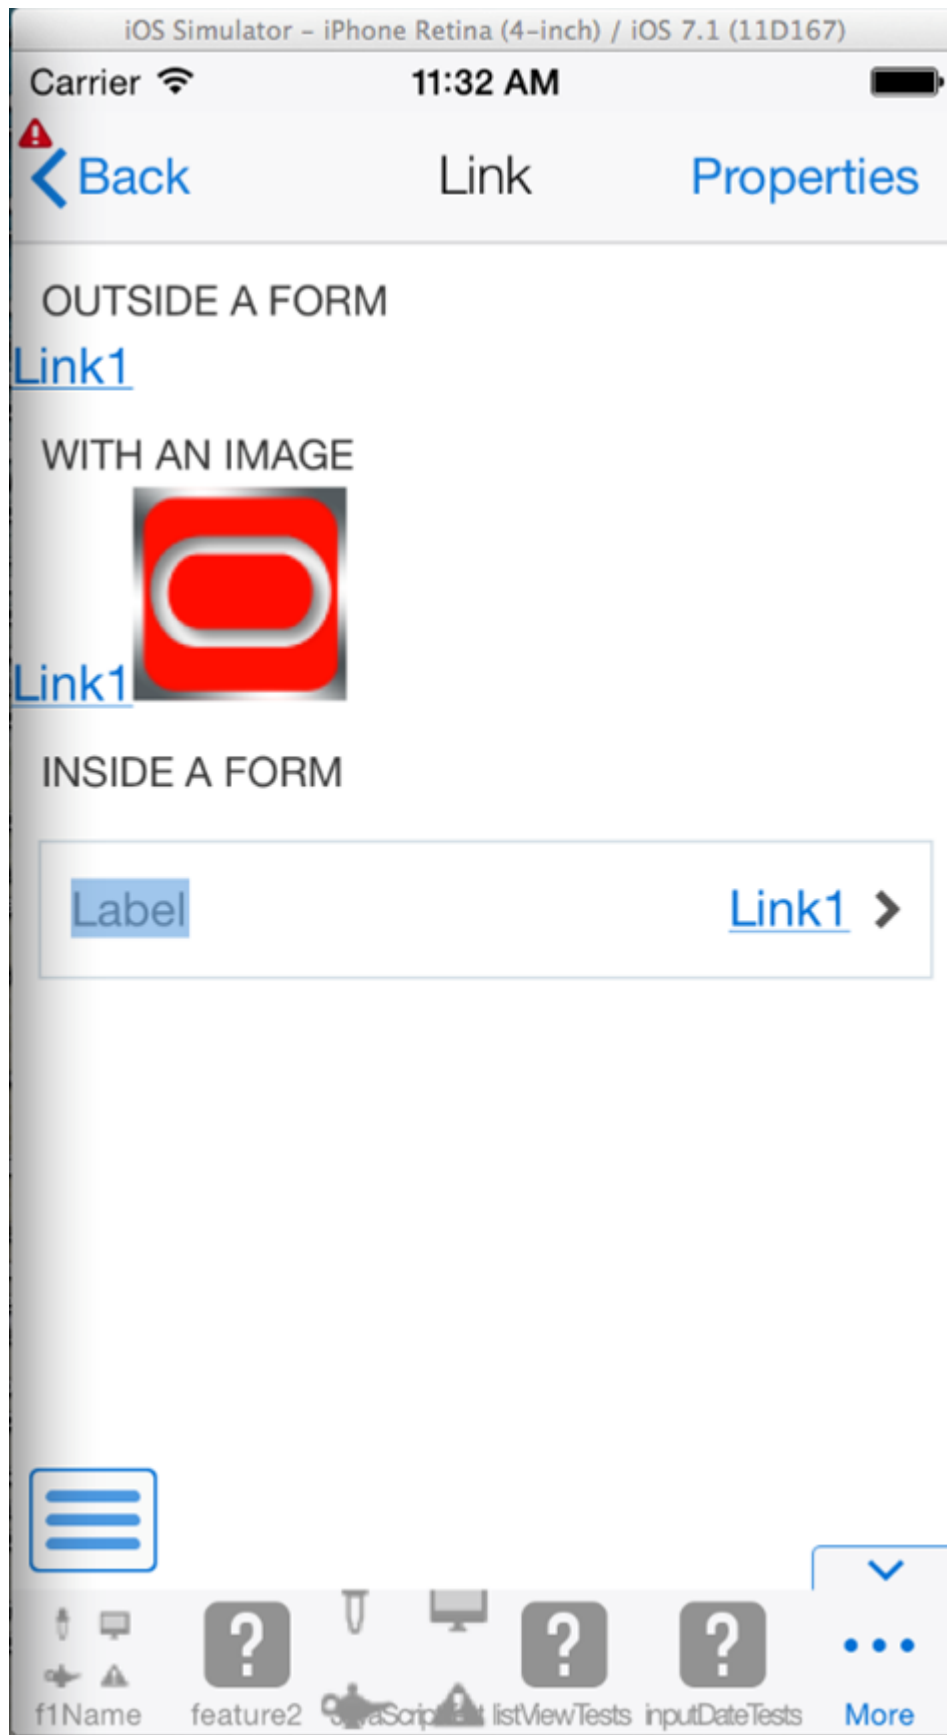 iOS Simulator – iPhone Retina (4-inch) / iOS 7.1 (11D167)
Carrier 11:32 AM
Back Link Properties
OUTSIDE A FORM
Link1
WITH AN IMAGE
Link1
INSIDE A FORM
Label Link1
f1Name feature2 listViewTests inputDateTests More